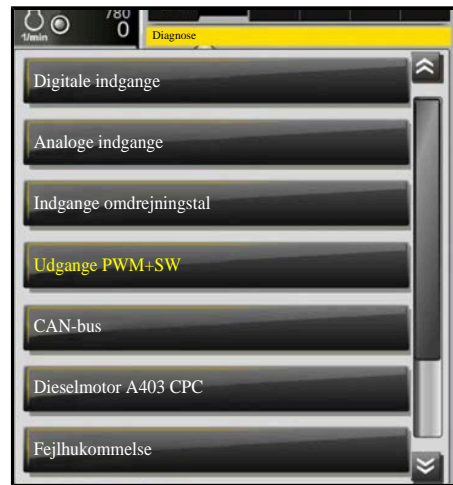 780
1/min 0
Diagnose
Digitale indgange
Analoge indgange
Indgange omdrejningstal
Udgange PWM+SW
CAN-bus
Dieselmotor A403 CPC
Fejlhukommelse